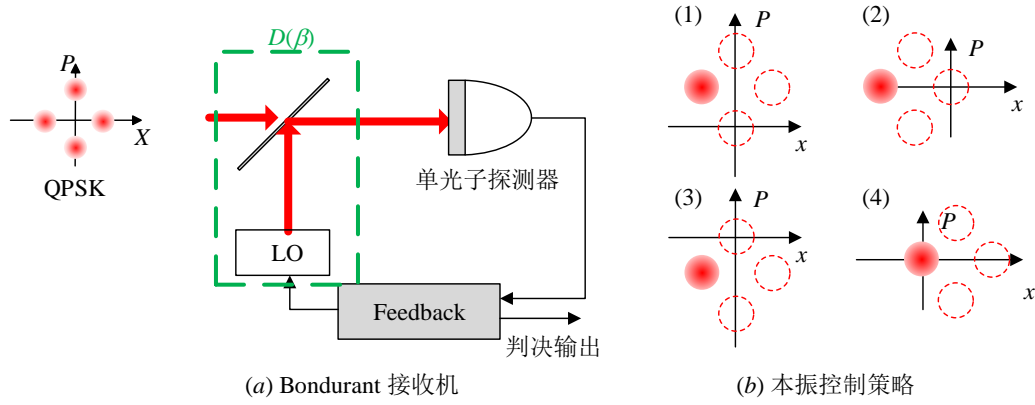 P
X
QPSK
D(β)
LO
Feedback
单光子探测器
判决输出
(a) Bondurant 接收机
(1)
P
x
(2)
P
x
(3)
P
x
(4)
P
x
(b) 本振控制策略